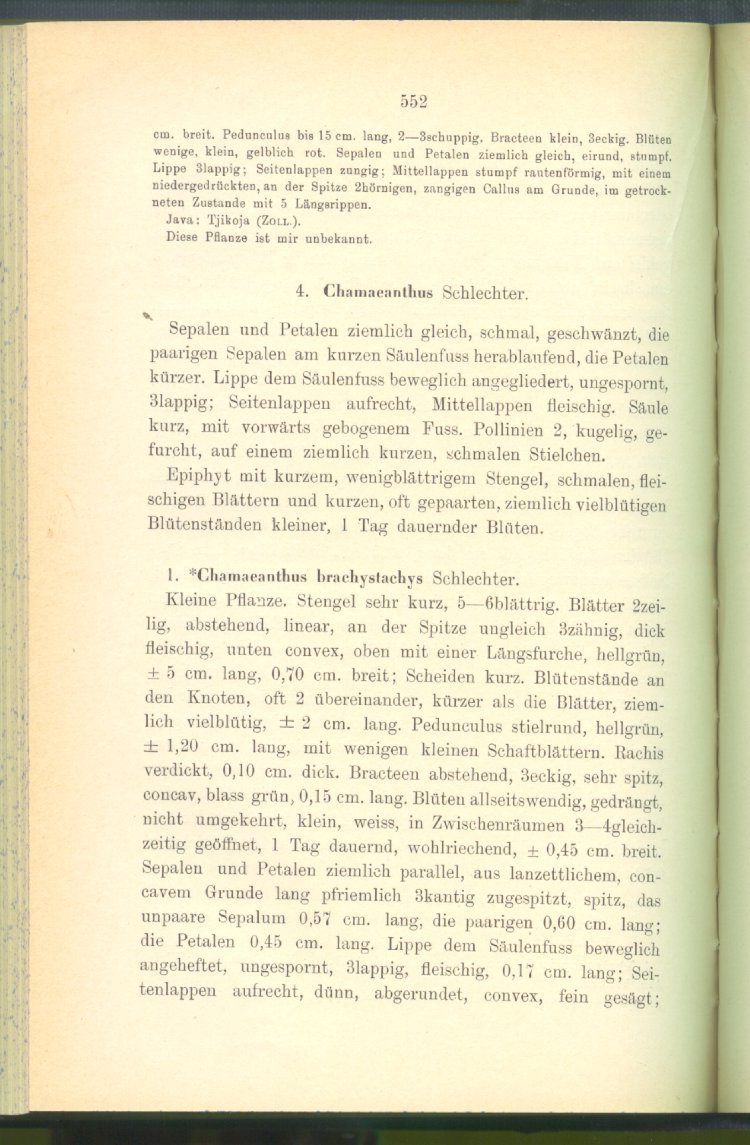 552
cm. breit. Pedunculus bis 15 cm. lang, 2—3schuppig. Bracteen klein, 3eckig. Blüten
wenige, klein, gelblich rot. Sepalen und Petalen ziemlich gleich, eirund, stumpf.
Lippe 3lappig; Seitenlappen zungig; Mittellappen stumpf rautenförmig, mit einem
niedergedrückten, an der Spitze 2hörnigen, zangigen Callus am Grunde, im getrock-
neten Zustande mit 5 Längsrippen.
Java: Tjikoja (Zoll.).
Diese Pflanze ist mir unbekannt.
4. Chamaeanthus Schlechter.
Sepalen und Petalen ziemlich gleich, schmal, geschwänzt, die
paarigen Sepalen am kurzen Säulenfuss herablaufend, die Petalen
kürzer. Lippe dem Säulenfuss beweglich angegliedert, ungespornt,
3lappig; Seitenlappen aufrecht, Mittellappen fleischig. Säule
kurz, mit vorwärts gebogenem Fuss. Pollinien 2, kugelig, ge-
furcht, auf einem ziemlich kurzen, schmalen Stielchen.
Epiphyt mit kurzem, wenigblättrigem Stengel, schmalen, flei-
schigen Blättern und kurzen, oft gepaarten, ziemlich vielblütigen
Blütenständen kleiner, 1 Tag dauernder Blüten.
1. *Chamaeanthus brachystachys Schlechter.
Kleine Pflanze. Stengel sehr kurz, 5—6blättrig. Blätter 2zei-
lig, abstehend, linear, an der Spitze ungleich 3zähnig, dick
fleischig, unten convex, oben mit einer Längsfurche, hellgrün,
± 5 cm. lang, 0,70 cm. breit; Scheiden kurz. Blütenstände an
den Knoten, oft 2 übereinander, kürzer als die Blätter, ziem-
lich vielblütig, ± 2 cm. lang. Pedunculus stielrund, hellgrün,
± 1,20 cm. lang, mit wenigen kleinen Schaftblättern. Rachis
verdickt, 0,10 cm. dick. Bracteen abstehend, 3eckig, sehr spitz,
concav, blass grün, 0,15 cm. lang. Blüten allseitswendig, gedrängt,
nicht umgekehrt, klein, weiss, in Zwischenräumen 3—4gleich-
zeitig geöffnet, 1 Tag dauernd, wohlriechend, ± 0,45 cm. breit.
Sepalen und Petalen ziemlich parallel, aus lanzettlichem, con-
cavem Grunde lang pfriemlich 3kantig zugespitzt, spitz, das
unpaare Sepalum 0,57 cm. lang, die paarigen 0,60 cm. lang;
die Petalen 0,45 cm. lang. Lippe dem Säulenfuss beweglich
angeheftet, ungespornt, 3lappig, fleischig, 0,17 cm. lang; Sei-
tenlappen aufrecht, dünn, abgerundet, convex, fein gesägt;